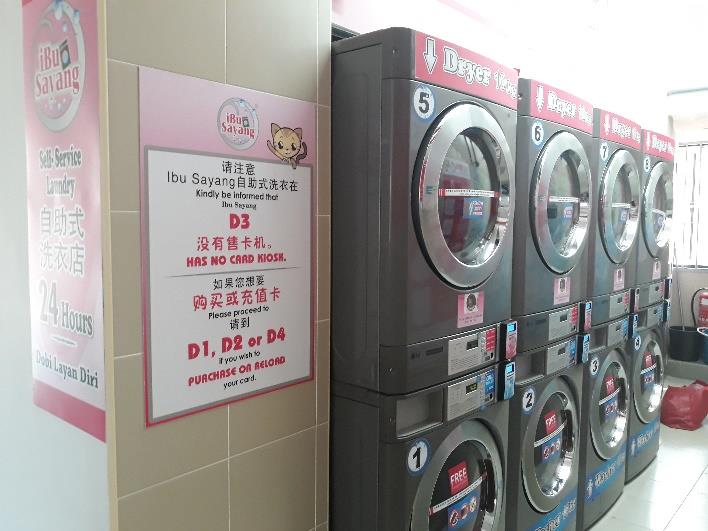 iBu
Sayang
Self-Service
Laundry
自助式
洗衣店
24 Hours
Dobi Layan Diri
iBu
Sayang
请注意
Ibu Sayang自助式洗衣在
Kindly be informed that
Ibu Sayang
D3
没有售卡机。
HAS NO CARD KIOSK.
如果您想要
购买或充值卡
Please proceed to
请到
D1, D2 or D4
if you wish to
PURCHASE OR RELOAD
your card.
Dryer
5
Dryer
6
Dryer
7
8
1
FREE
2
3
4